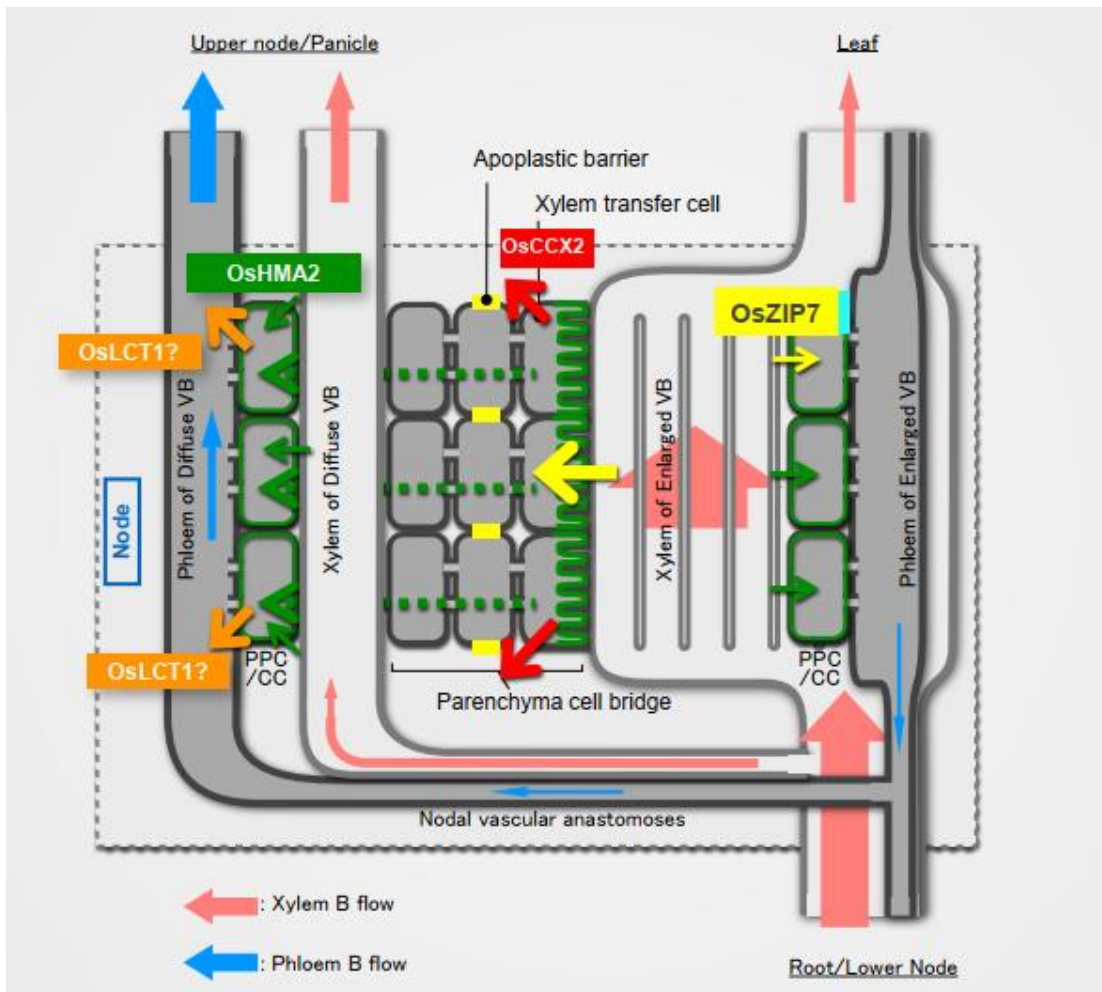 Upper node/Panicle
Leaf
Apoplastic barrier
Xylem transfer cell
OsCCX2
OsHMA2
OsZIP7
OsLCT1?
Phloem of Diffuse VB
Xylem of Diffuse VB
Xylem of Enlarged VB
Phloem of Enlarged VB
Node
OsLCT1?
PPC
/CC
PPC
/CC
Parenchyma cell bridge
Nodal vascular anastomoses
: Xylem B flow
: Phloem B flow
Root/Lower Node